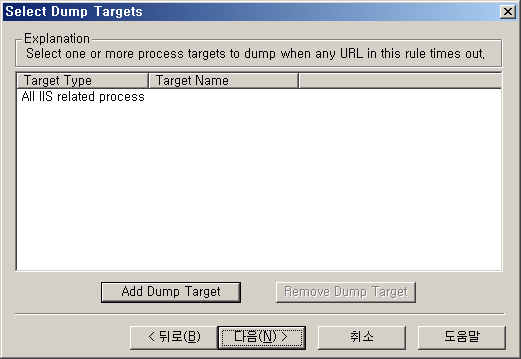 Select Dump Targets
Explanation
Select one or more process targets to dump when any URL in this rule times out.
Target Type Target Name
All IIS related process
Add Dump Target Remove Dump Target
< 뒤로(B) 다음(N) > 취소 도움말